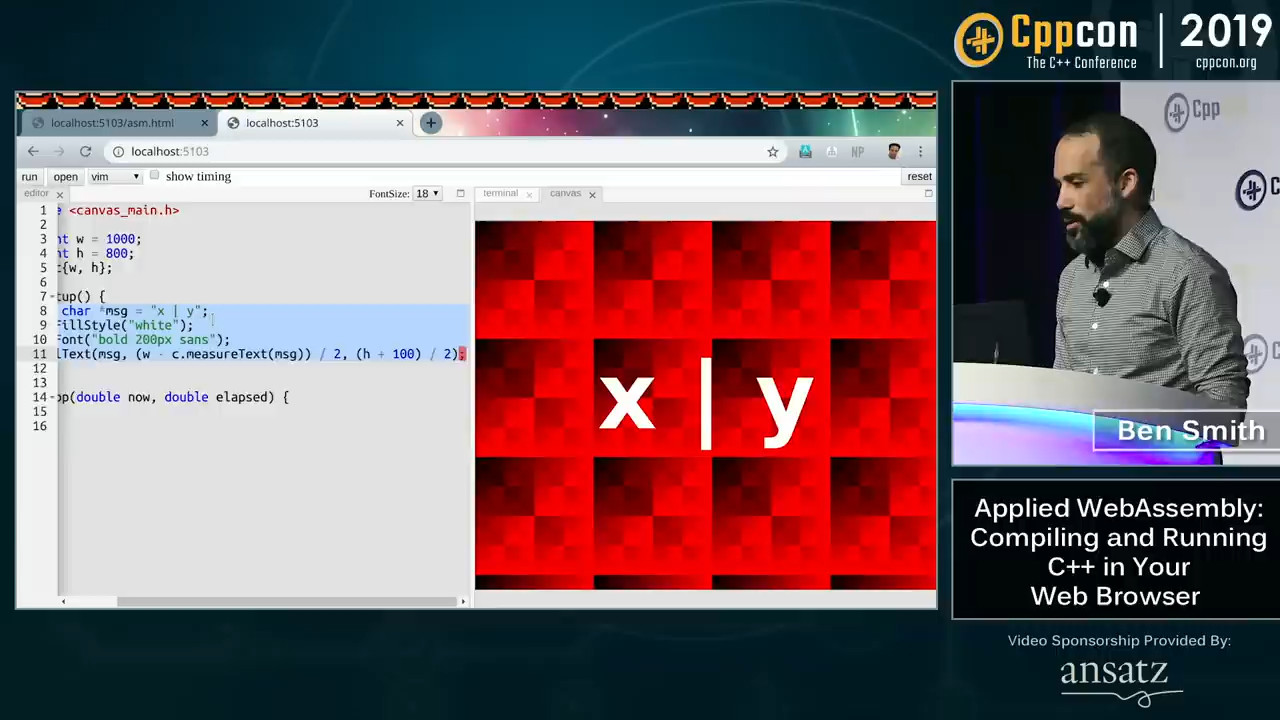 Cppcon | 2019
The C++ Conference
cppcon.org
localhost:5103/asm.html
localhost:5103
localhost:5103
NP
run open vim show timing reset
editor FontSize: 18 terminal canvas
1 e <canvas_main.h>
2
3 nt w = 1000;
4 nt h = 800;
5 c{w, h};
6
7 tup() {
8 char *msg = "x | y";
9 FillStyle("white");
10 Font("bold 200px sans");
11 lText(msg, (w - c.measureText(msg)) / 2, (h + 100) / 2);
12
13
14 op(double now, double elapsed) {
15
16
x | y
Cpp
Ben Smith
Applied WebAssembly:
Compiling and Running
C++ in Your
Web Browser
Video Sponsorship Provided By:
ansatz